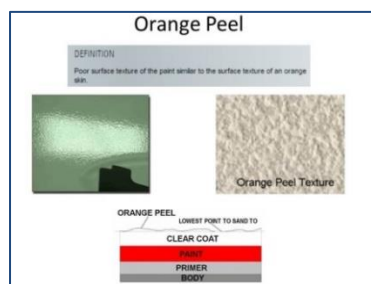 Orange Peel
DEFINITION
Poor surface texture of the paint similar to the surface texture of an orange
skin.
Orange Peel Texture
ORANGE PEEL
LOWEST POINT TO SAND TO
CLEAR COAT
PAINT
PRIMER
BODY